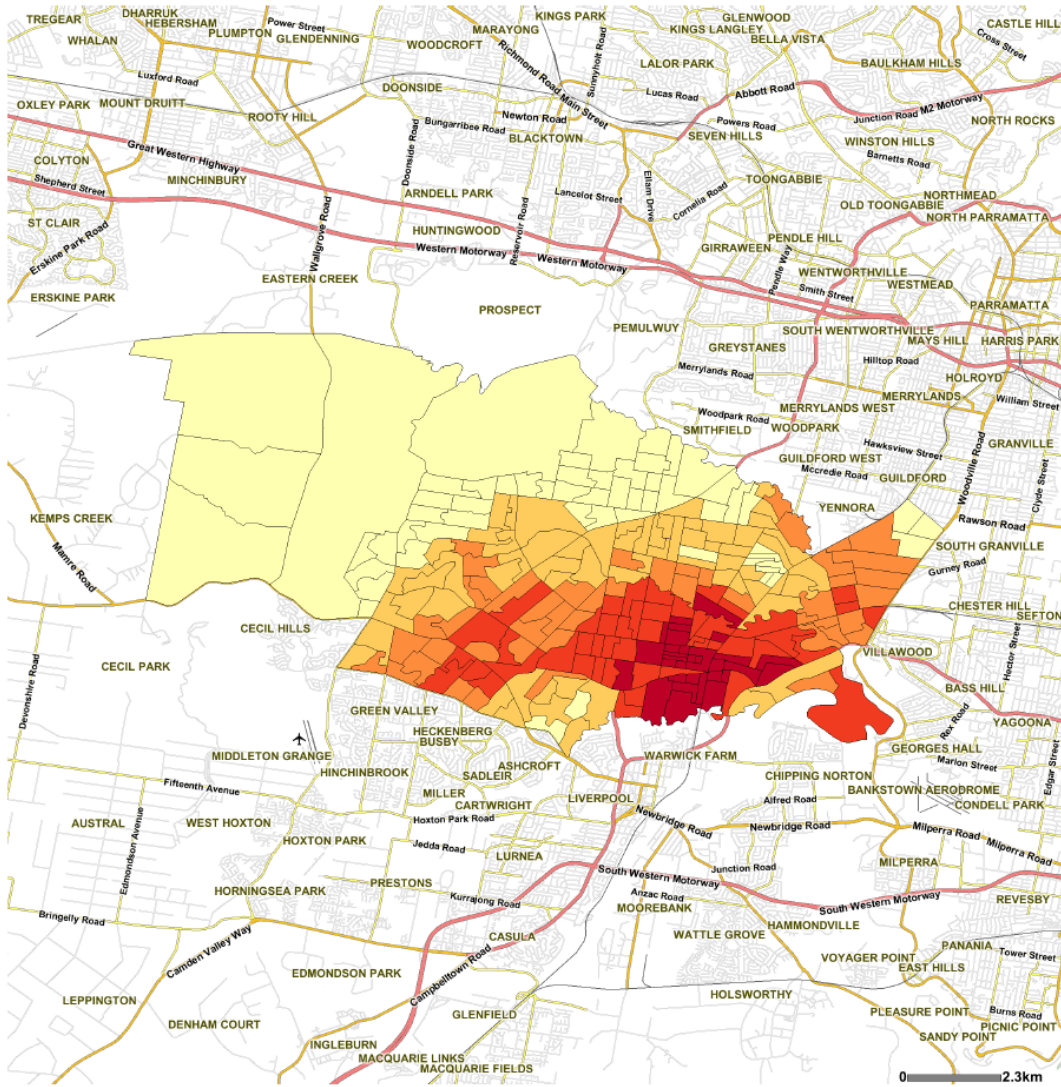 TREGEAR
DHARRUK
HEBERSHAM
PLUMPTON
Power Street
GLENDENNING
WHALAN
WOODCROFT
MARAYONG
KINGS PARK
Richmond Road Main Street
Sunnyholt Road
KINGS LANGLEY
GLENWOOD
BELLA VISTA
CASTLE HILL
Cross Street
LALOR PARK
BAULKHAM HILLS
Luxford Road
OXLEY PARK
MOUNT DRUITT
ROOTY HILL
DOONSIDE
Lucas Road
Abbott Road
Junction Road
M2 Motorway
NORTH ROCKS
Newton Road
Bungarribee Road
BLACKTOWN
Powers Road
SEVEN HILLS
WINSTON HILLS
Barnetts Road
COLYTON
Great Western Highway
Shepherd Street
MINCHINBURY
Doonside Road
ARNDELL PARK
Lancelot Street
Ellam Drive
Cornelia Road
TOONGABBIE
OLD TOONGABBIE
NORTHMEAD
NORTH PARRAMATTA
ST CLAIR
Erskine Park Road
Wallgrove Road
HUNTINGWOOD
Reservoir Road
Western Motorway
Western Motorway
GIRRAWEEN
PENDLE HILL
Pendle Way
WENTWORTHVILLE
WESTMEAD
Smith Street
EASTERN CREEK
ERSKINE PARK
PROSPECT
PEMULWUY
PARRAMATTA
SOUTH WENTWORTHVILLE
MAYS HILL
HARRIS PARK
GREYSTANES
Hilltop Road
Merrylands Road
HOLROYD
MERRYLANDS
William Street
MERRYLANDS WEST
Woodpark Road
WOODPARK
SMITHFIELD
Hawksview Street
GRANVILLE
GUILDFORD WEST
Mccredie Road
GUILDFORD
Woodville Road
Clyde Street
YENNORA
Rawson Road
KEMPS CREEK
Mamre Road
SOUTH GRANVILLE
Gurney Road
CHESTER HILL
SEFTON
Hector Street
CECIL HILLS
CECIL PARK
VILLAWOOD
BASS HILL
Devonshire Road
GREEN VALLEY
Rex Road
YAGOONA
HECKENBERG
BUSBY
GEORGES HALL
Marion Street
Edgar Street
MIDDLETON GRANGE
WARWICK FARM
ASHCROFT
HINCHINBROOK
SADLEIR
CHIPPING NORTON
BANKSTOWN AERODROME
Fifteenth Avenue
MILLER
CARTWRIGHT
LIVERPOOL
Alfred Road
CONDELL PARK
AUSTRAL
Edmondson Avenue
WEST HOXTON
Hoxton Park Road
Newbridge Road
Newbridge Road
Milperra Road
Milperra Road
HOXTON PARK
Jedda Road
LURNEA
MILPERRA
South Western Motorway
Junction Road
HORNINGSEA PARK
PRESTONS
Kurrajong Road
Anzac Road
MOOREBANK
South Western Motorway
REVESBY
Bringelly Road
HAMMONDVILLE
WATTLE GROVE
CASULA
Camden Valley Way
PANANIA
Tower Street
VOYAGER POINT
EAST HILLS
EDMONDSON PARK
Campbelltown Road
LEPPINGTON
HOLSWORTHY
GLENFIELD
DENHAM COURT
PLEASURE POINT
Burns Road
PICNIC POINT
SANDY POINT
INGLEBURN
MACQUARIE LINKS
MACQUARIE FIELDS
0 2.3km